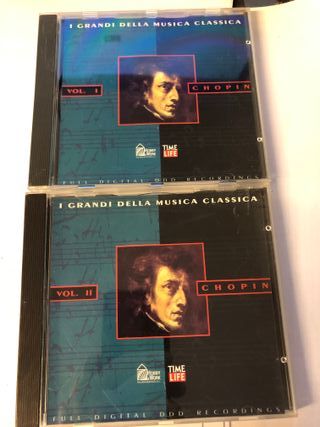 I GRANDI DELLA MUSICA CLASSICA
VOL. I
CHOPIN
TIME
LIFE
FULL DIGITAL DDD RECORDINGS
I GRANDI DELLA MUSICA CLASSICA
VOL. II
CHOPIN
TIME
LIFE
FULL DIGITAL DDD RECORDINGS